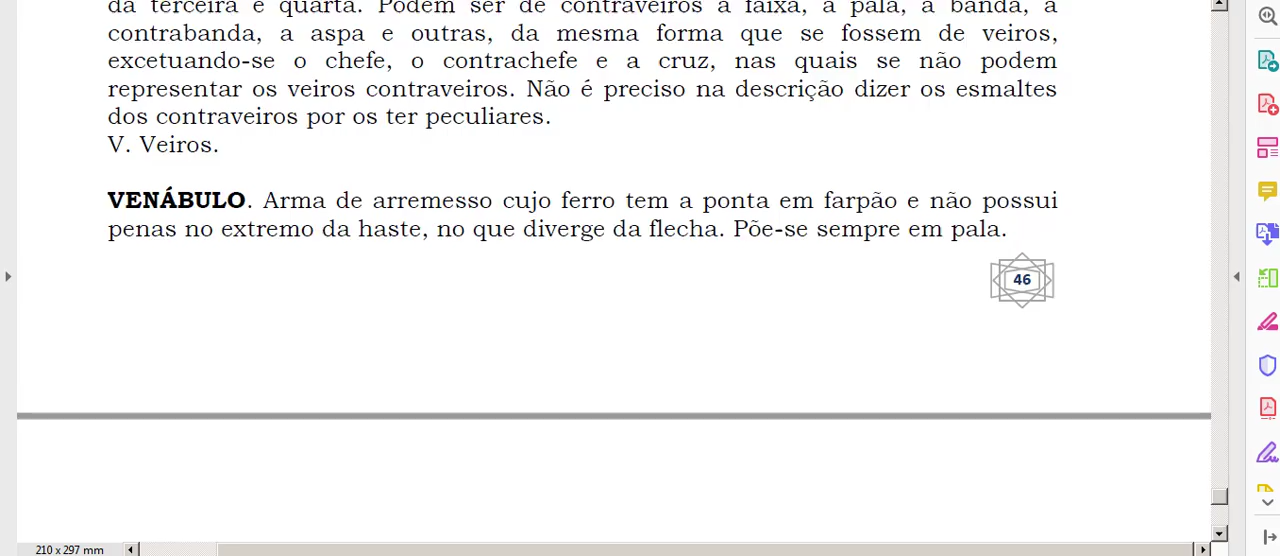 da terceira e quarta. Podem ser de contraveiros a faixa, a pala, a banda, a
contrabanda, a aspa e outras, da mesma forma que se fossem de veiros,
excetuando-se o chefe, o contrachefe e a cruz, nas quais se não podem
representar os veiros contraveiros. Não é preciso na descrição dizer os esmaltes
dos contraveiros por os ter peculiares.
V. Veiros.
VENÁBULO. Arma de arremesso cujo ferro tem a ponta em farpão e não possui
penas no extremo da haste, no que diverge da flecha. Põe-se sempre em pala.
46
210 x 297 mm